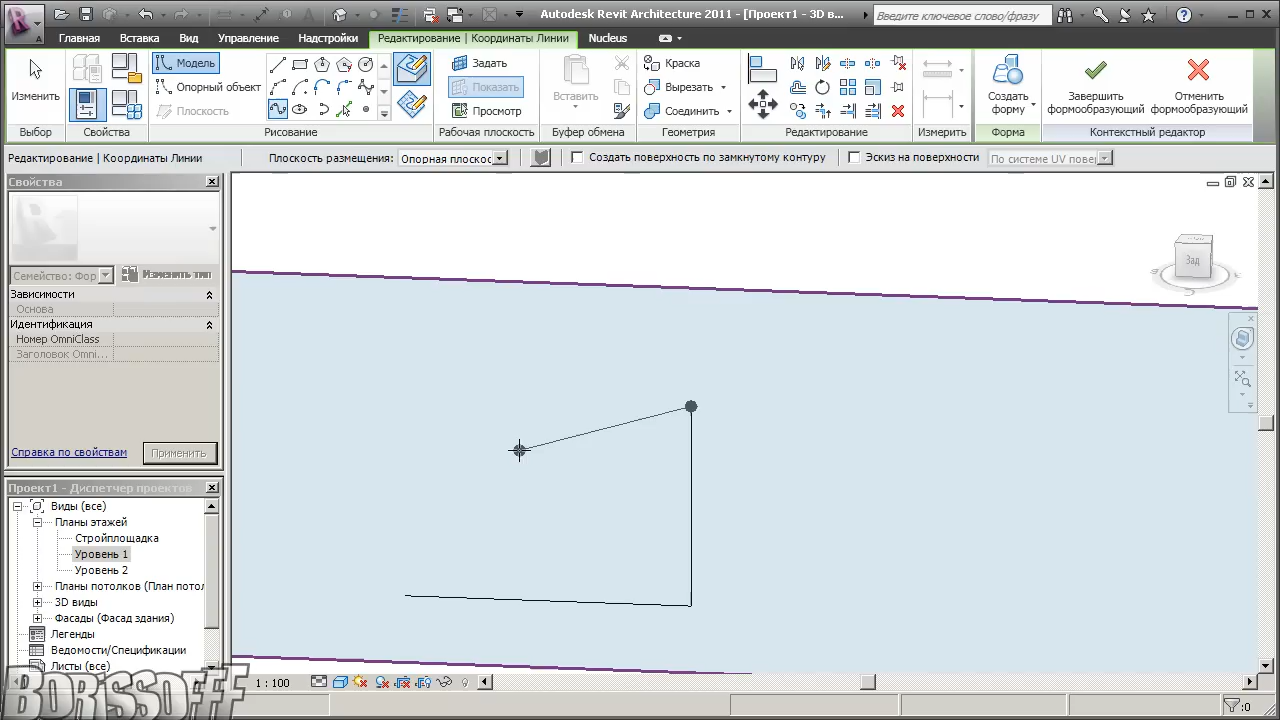 Autodesk Revit Architecture 2011 - [Проект1 - 3D в...
Введите ключевое слово/фразу
Главная
Вставка
Вид
Управление
Надстройки
Редактирование | Координаты Линии
Nucleus
Изменить
Выбор
Свойства
Модель
Опорный объект
Плоскость
Рисование
Задать
Показать
Просмотр
Рабочая плоскость
Вставить
Буфер обмена
Краска
Вырезать
Соединить
Геометрия
Редактирование
Измерить
Создать
форму
Форма
Завершить
формообразующий
Отменить
формообразующий
Контекстный редактор
Редактирование | Координаты Линии
Плоскость размещения:
Опорная плоскос
Создать поверхность по замкнутому контуру
Эскиз на поверхности
По системе UV повер
Свойства
Семейство: Фор
Изменить тип
Зависимости
Основа
Идентификация
Номер OmniClass
Заголовок Omni...
Справка по свойствам
Применить
Проект1 - Диспетчер проектов
Виды (все)
Планы этажей
Стройплощадка
Уровень 1
Уровень 2
Планы потолков (План потол
3D виды
Фасады (Фасад здания)
Легенды
Ведомости/Спецификации
Листы (все)
Зад
BORISSOFFF
1 : 100
:0